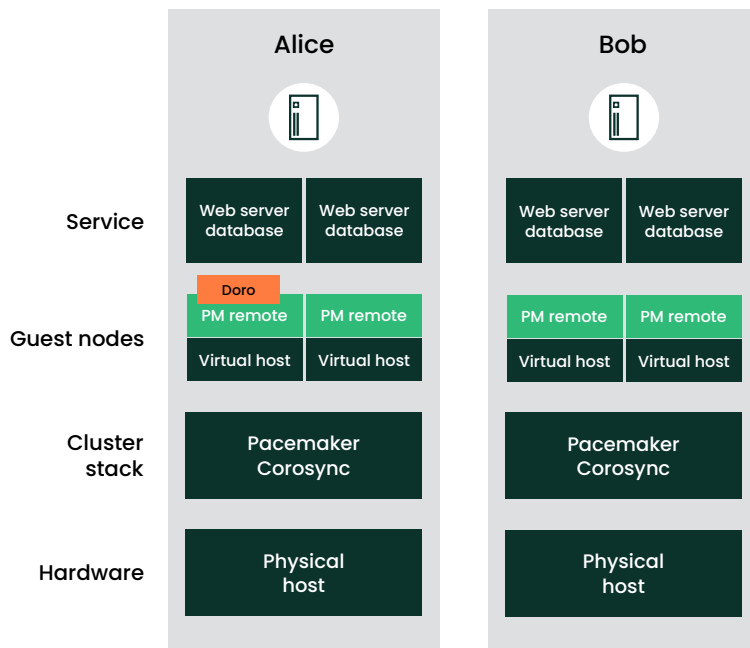 Alice
Bob
Service
Web server
database
Web server
database
Web server
database
Web server
database
Guest nodes
Doro
PM remote
PM remote
PM remote
PM remote
Virtual host
Virtual host
Virtual host
Virtual host
Cluster
stack
Pacemaker
Corosync
Pacemaker
Corosync
Hardware
Physical
host
Physical
host